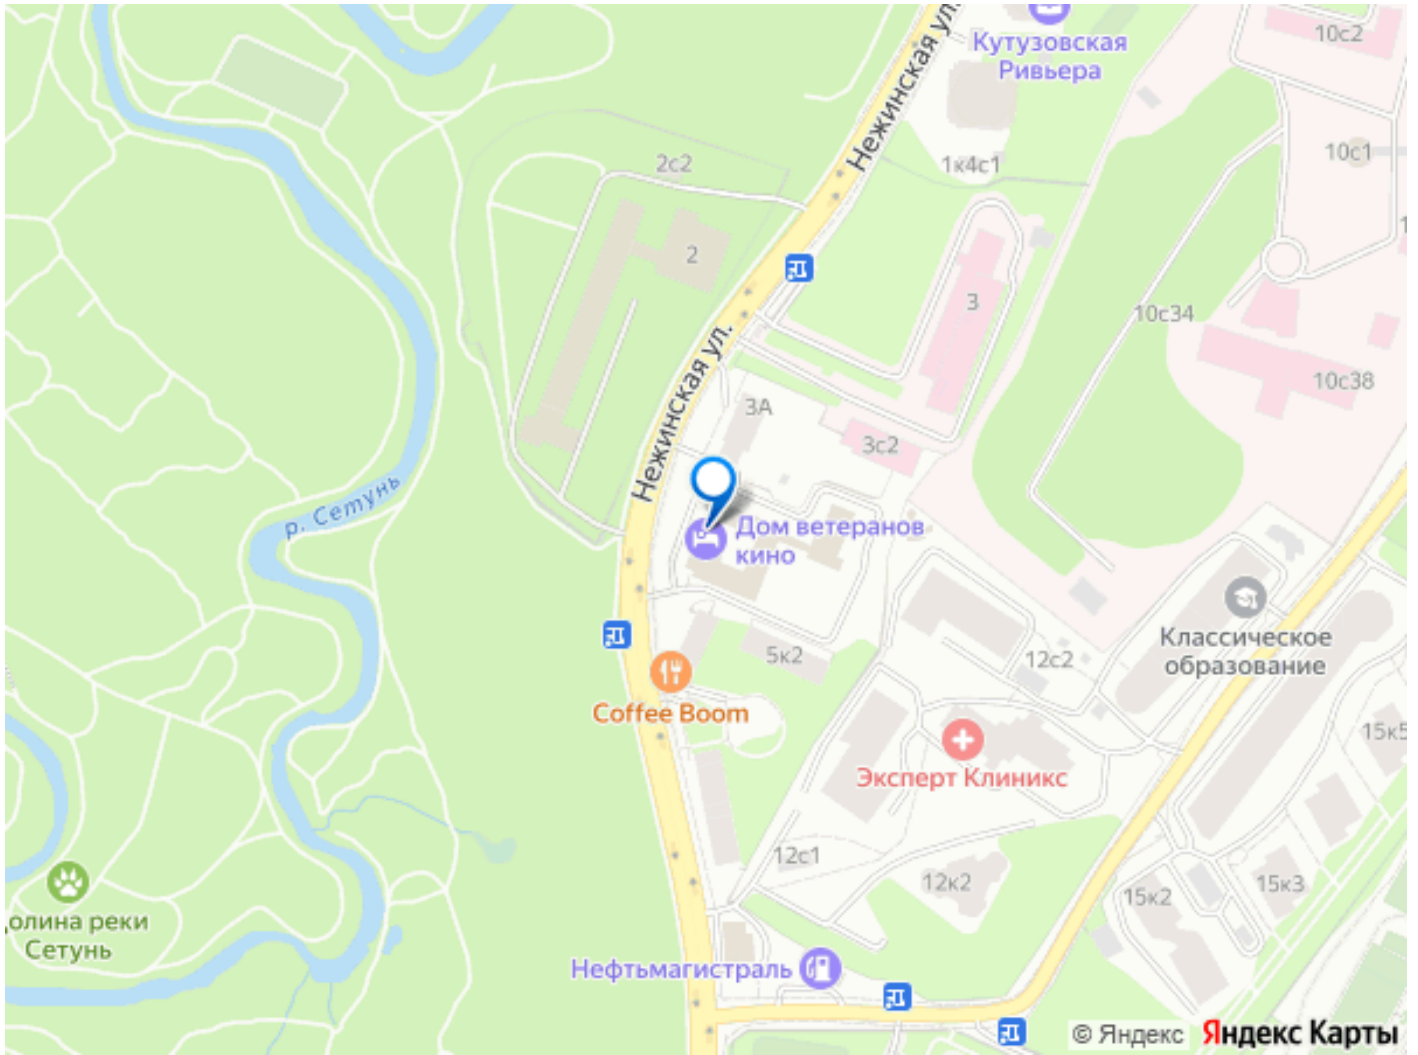 Нежинская ул.
Кутузовская
Ривьера
10с2
10с1
1к4с1
2с2
2
3
10с34
10с38
Нежинская ул.
3А
3с2
р. Сетунь
Дом ветеранов
кино
Классическое
образование
5к2
12с2
Coffee Boom
15к5
Эксперт Клиникс
12с1
12к2
15к3
15к2
олина реки
Сетунь
Нефтьмагистраль
© Яндекс Яндекс Карты